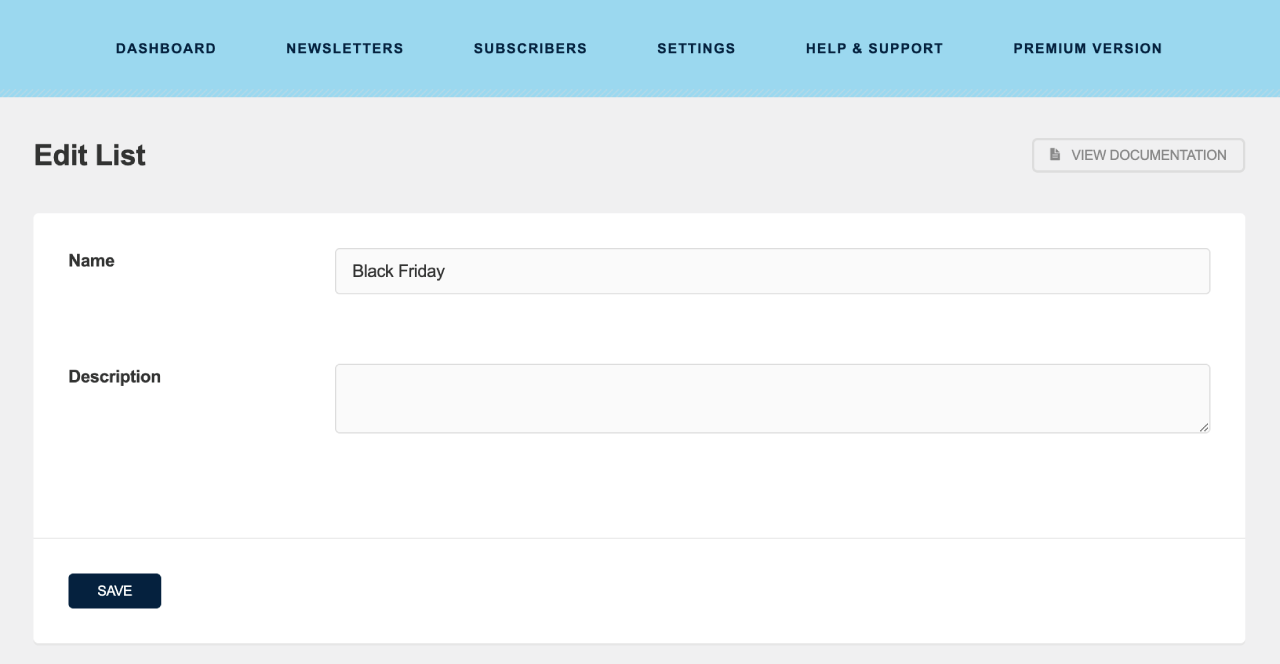 DASHBOARD NEWSLETTERS SUBSCRIBERS SETTINGS HELP & SUPPORT PREMIUM VERSION
Edit List VIEW DOCUMENTATION
Name Black Friday
Description
SAVE